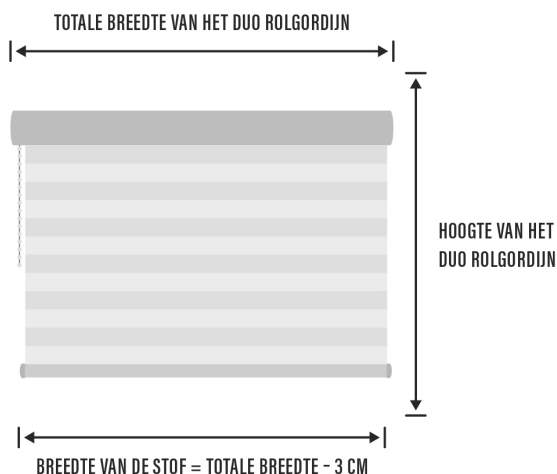 TOTALE BREEDTE VAN HET DUO ROLGORDIJN
HOOGTE VAN HET
DUO ROLGORDIJN
BREEDTE VAN DE STOF = TOTALE BREEDTE – 3 CM